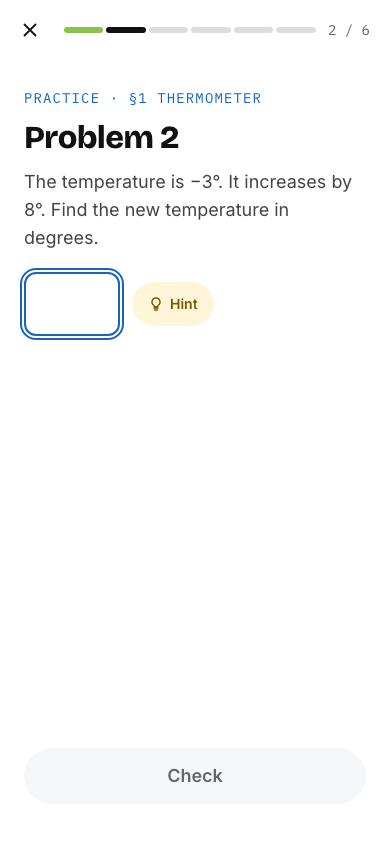 2 / 6
PRACTICE · §1 THERMOMETER
Problem 2
The temperature is −3°. It increases by
8°. Find the new temperature in
degrees.
Hint
Check